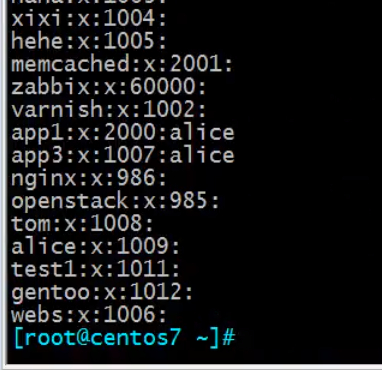 xixi:x:1004:
hehe:x:1005:
memcached:x:2001:
zabbix:x:60000:
varnish:x:1002:
app1:x:2000:alice
app3:x:1007:alice
nginx:x:986:
openstack:x:985:
tom:x:1008:
alice:x:1009:
test1:x:1011:
gentoo:x:1012:
webs:x:1006:
[root@centos7 ~]#